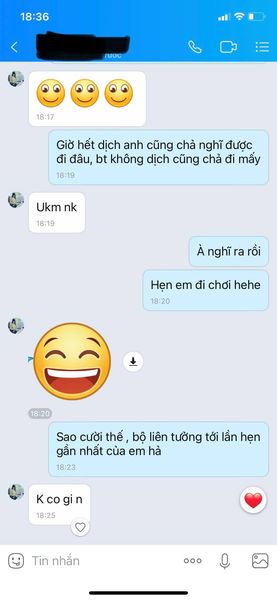 18:36
18:17
Giờ hết dịch anh cũng chả nghĩ được
đi đâu, bt không dịch cũng chả đi mấy
18:19
Ukm nk
18:19
À nghĩ ra rồi
Hẹn em đi chơi hehe
18:20
18:20
Sao cười thế , bộ liên tưởng tới lần hẹn
gần nhất của em hả
18:23
K co gi n
18:25
Tin nhắn